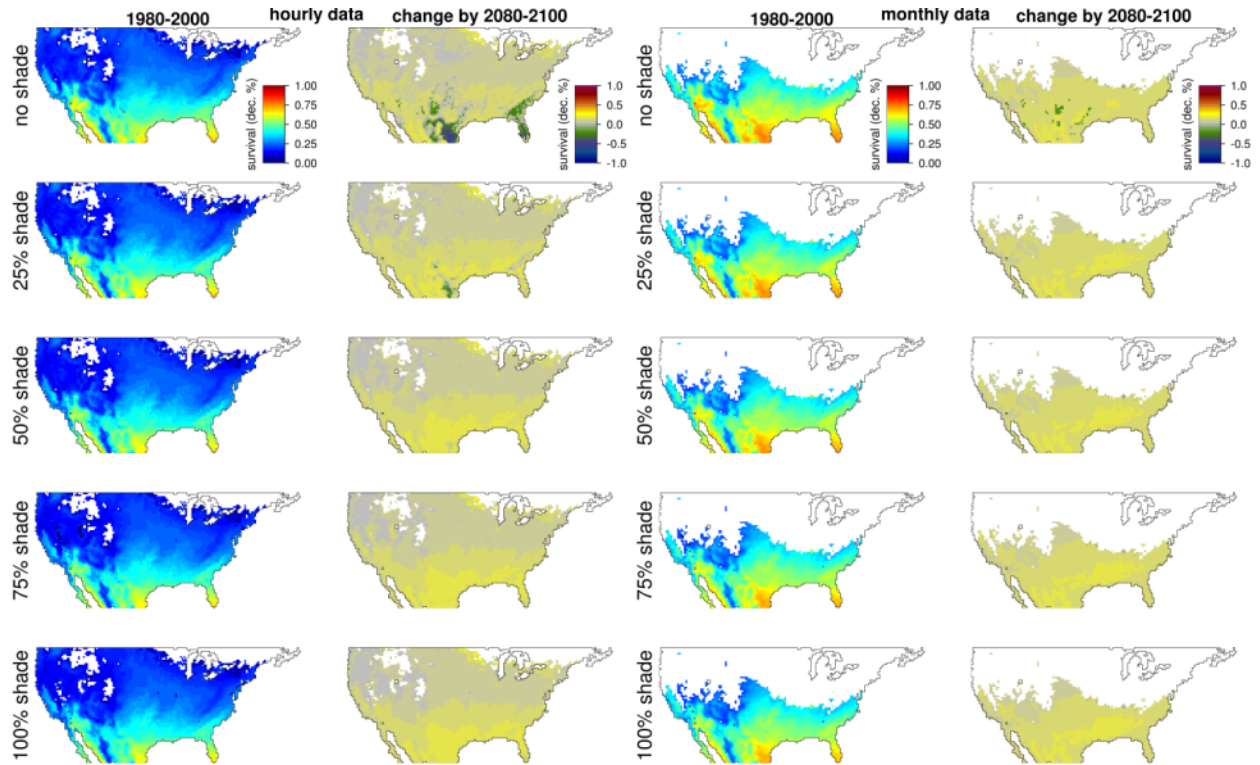 1980-2000 hourly data change by 2080-2100 1980-2000 monthly data change by 2080-2100
no shade
survival (dec. %)
1.00
0.75
0.50
0.25
0.00
survival (dec. %)
1.0
0.5
0.0
-0.5
-1.0
no shade
survival (dec. %)
1.00
0.75
0.50
0.25
0.00
survival (dec. %)
1.0
0.5
0.0
-0.5
-1.0
25% shade
25% shade
50% shade
50% shade
75% shade
75% shade
100% shade
100% shade